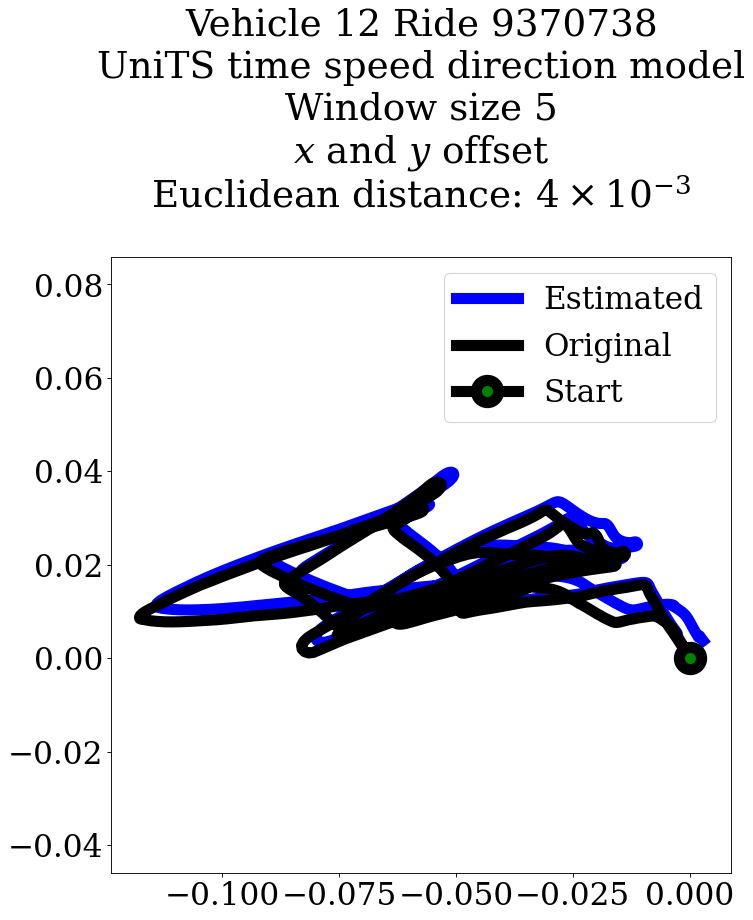 Vehicle 12 Ride 9370738
UniTS time speed direction model
Window size 5
x and y offset
Euclidean distance: 4 × 10⁻³
Estimated
Original
Start
0.08
0.06
0.04
0.02
0.00
−0.02
−0.04
−0.100 −0.075 −0.050 −0.025 0.000